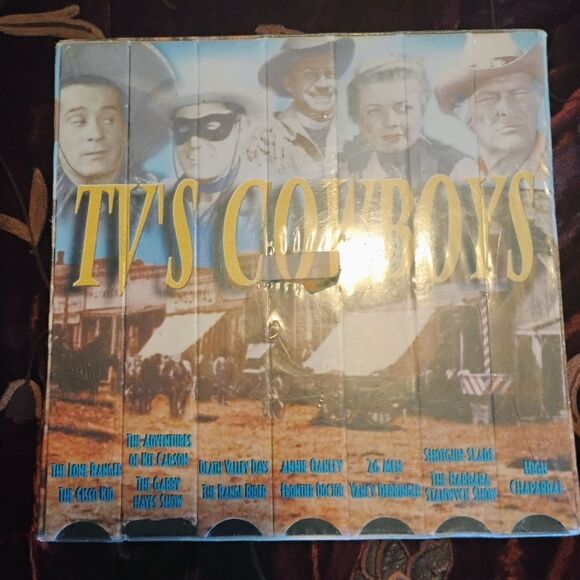 TV'S COWBOYS
THE LONE RANGER
THE CISCO KID
THE ADVENTURES
OF KIT CARSON
THE GABBY
HAYES SHOW
DEATH VALLEY DAYS
THE RANGE RIDER
ANNIE OAKLEY
FRONTIER DOCTOR
26 MEN
YANCY DERRINGER
SHOTGUN SLADE
THE BARBARA
STANWYCK SHOW
HIGH
CHAPARRAL